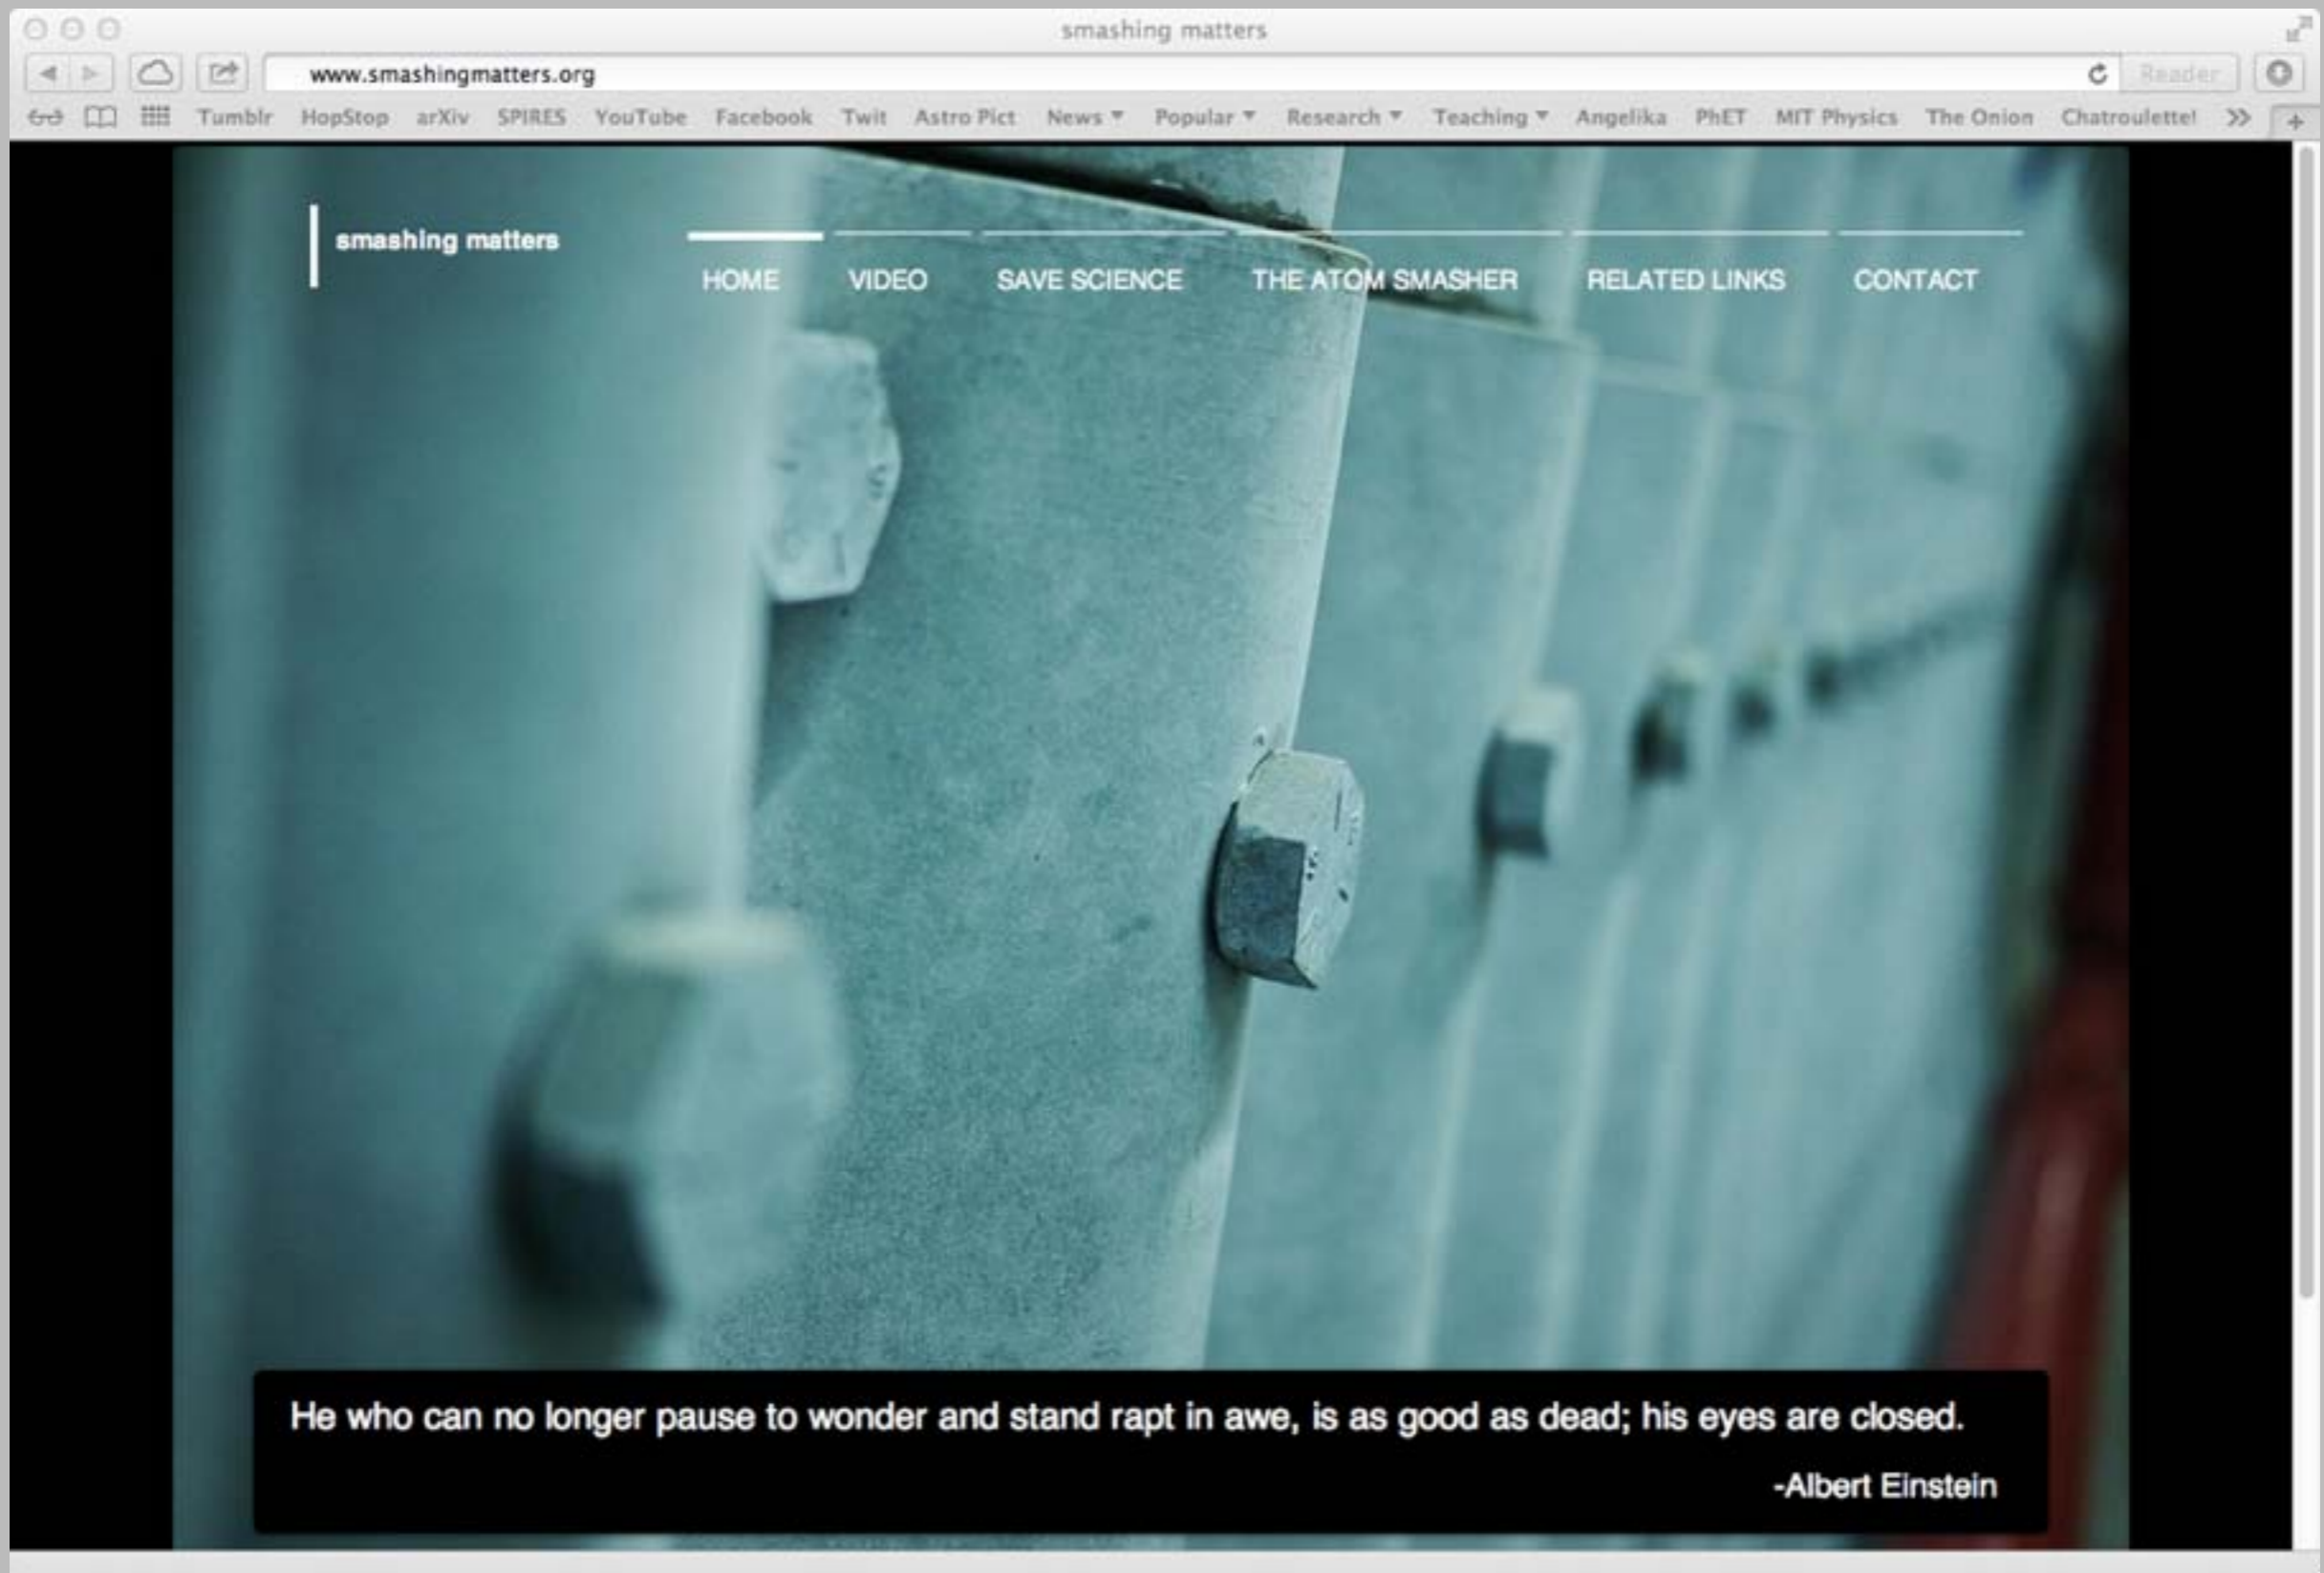 smashing matters
www.smashingmatters.org
Reader
Tumblr HopStop arXiv SPIRES YouTube Facebook Twit Astro Pict News Popular Research Teaching Angelika PhET MIT Physics The Onion Chatroulette!
smashing matters
HOME VIDEO SAVE SCIENCE THE ATOM SMASHER RELATED LINKS CONTACT
He who can no longer pause to wonder and stand rapt in awe, is as good as dead; his eyes are closed.
-Albert Einstein